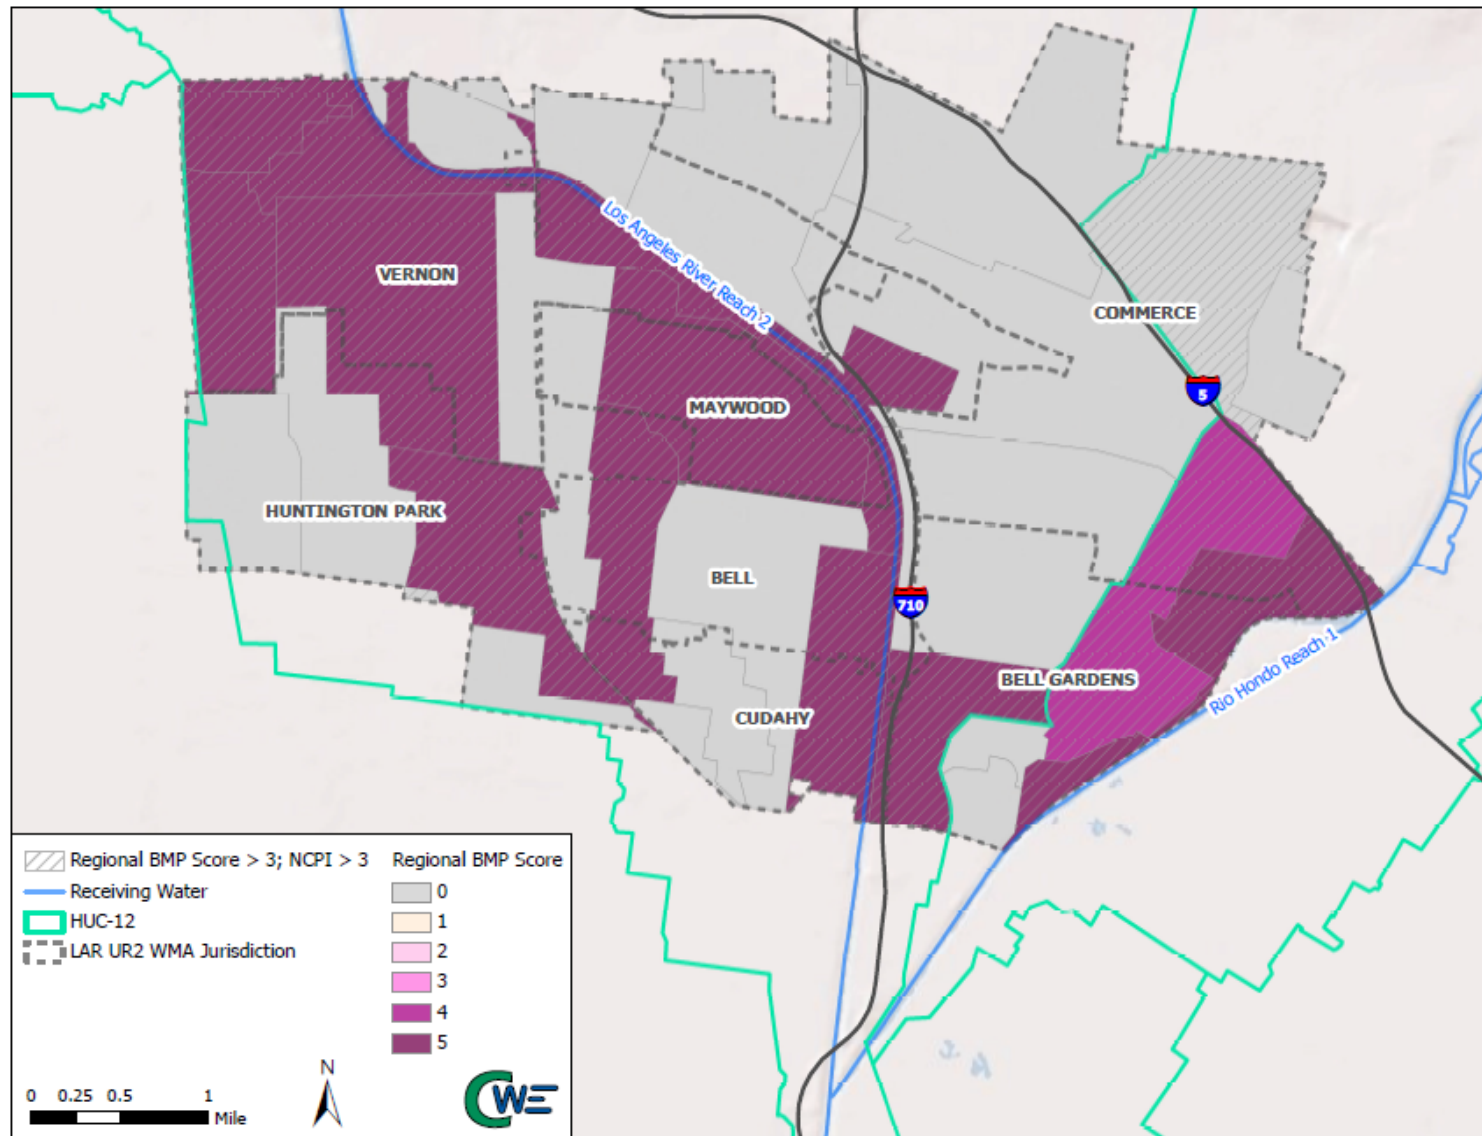 VERNON
Los Angeles River Reach 2
COMMERCE
5
MAYWOOD
HUNTINGTON PARK
BELL
710
BELL GARDENS
Rio Hondo Reach 1
CUDAHY
Regional BMP Score > 3; NCPI > 3
Receiving Water
HUC-12
LAR UR2 WMA Jurisdiction
Regional BMP Score
0
1
2
3
4
5
N
0 0.25 0.5 1
Mile
CWE